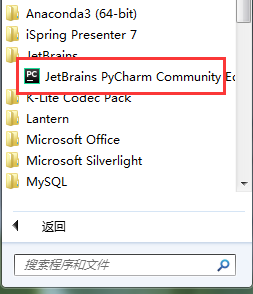 Anaconda3 (64-bit)
iSpring Presenter 7
JetBrains
JetBrains PyCharm Community Ed
K-Lite Codec Pack
Lantern
Microsoft Office
Microsoft Silverlight
MySQL
返回
搜索程序和文件